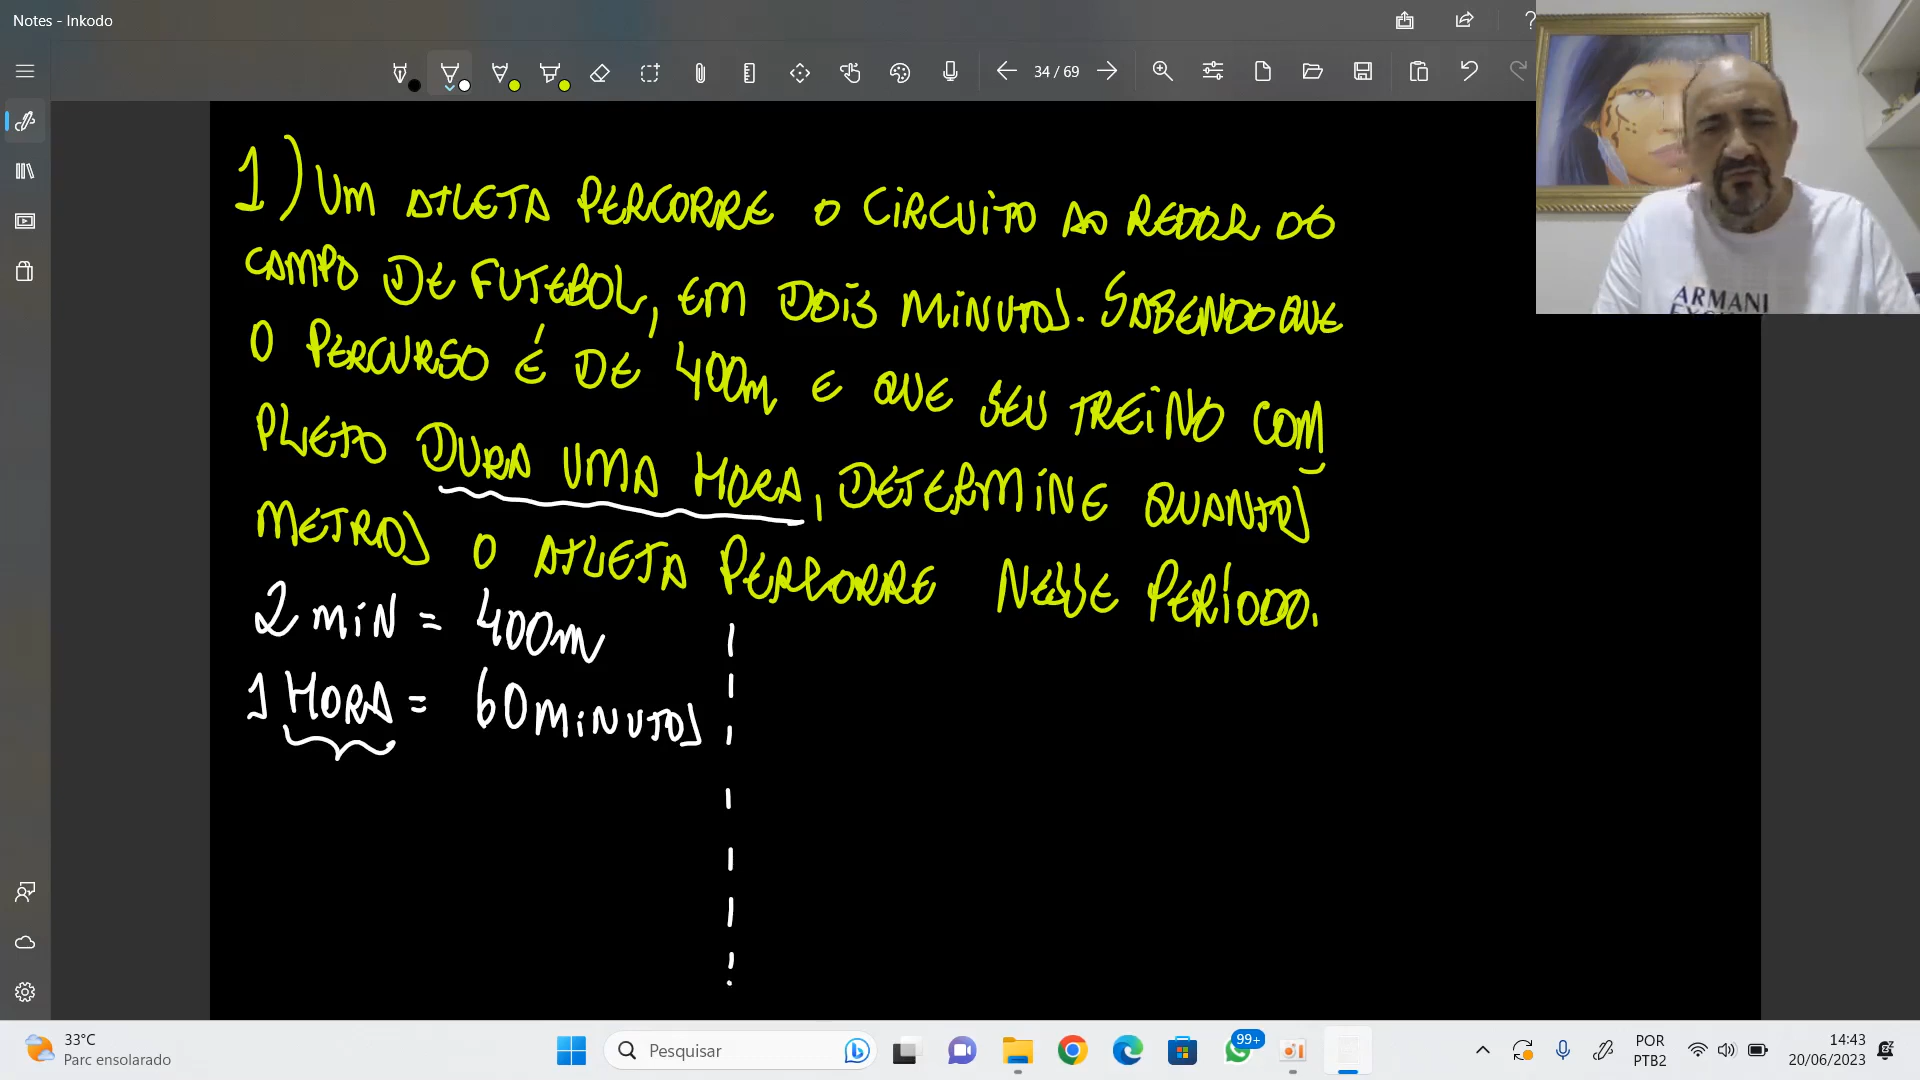 Notes - Inkodo
34 / 69
1) UM ATLETA PERCORRE O CIRCUITO AO REDOR DO
CAMPO DE FUTEBOL, EM DOIS MINUTOS. SABENDO QUE
O PERCURSO É DE 400m E QUE SEU TREINO COM
PLETO DURA UMA HORA, DETERMINE QUANTOS
METROS O ATLETA PERCORRE NESSE PERÍODO.
2 MIN = 400m
1 HORA = 60 MINUTOS
ARMANI
33°C
Parc ensolarado
Pesquisar
99+
POR
PTB2
14:43
20/06/2023